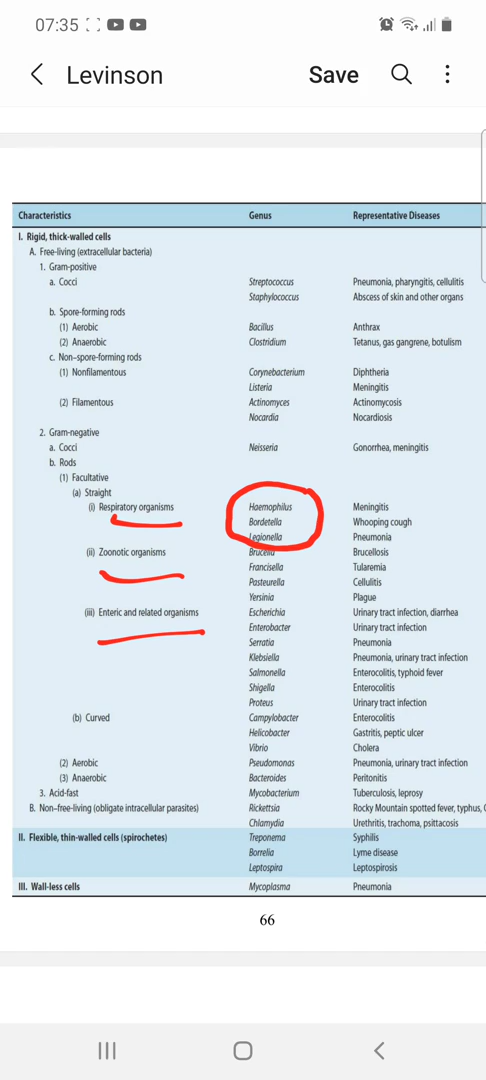 07:35
Levinson Save
Characteristics Genus Representative Diseases
I. Rigid, thick-walled cells
A. Free-living (extracellular bacteria)
1. Gram-positive
a. Cocci Streptococcus Pneumonia, pharyngitis, cellulitis
Staphylococcus Abscess of skin and other organs
b. Spore-forming rods
(1) Aerobic Bacillus Anthrax
(2) Anaerobic Clostridium Tetanus, gas gangrene, botulism
c. Non–spore-forming rods
(1) Nonfilamentous Corynebacterium Diphtheria
Listeria Meningitis
(2) Filamentous Actinomyces Actinomycosis
Nocardia Nocardiosis
2. Gram-negative
a. Cocci Neisseria Gonorrhea, meningitis
b. Rods
(1) Facultative
(a) Straight
(i) Respiratory organisms Haemophilus Meningitis
Bordetella Whooping cough
Legionella Pneumonia
(ii) Zoonotic organisms Brucella Brucellosis
Francisella Tularemia
Pasteurella Cellulitis
Yersinia Plague
(iii) Enteric and related organisms Escherichia Urinary tract infection, diarrhea
Enterobacter Urinary tract infection
Serratia Pneumonia
Klebsiella Pneumonia, urinary tract infection
Salmonella Enterocolitis, typhoid fever
Shigella Enterocolitis
Proteus Urinary tract infection
(b) Curved Campylobacter Enterocolitis
Helicobacter Gastritis, peptic ulcer
Vibrio Cholera
(2) Aerobic Pseudomonas Pneumonia, urinary tract infection
(3) Anaerobic Bacteroides Peritonitis
3. Acid-fast Mycobacterium Tuberculosis, leprosy
B. Non–free-living (obligate intracellular parasites) Rickettsia Rocky Mountain spotted fever, typhus,
Chlamydia Urethritis, trachoma, psittacosis
II. Flexible, thin-walled cells (spirochetes) Treponema Syphilis
Borrelia Lyme disease
Leptospira Leptospirosis
III. Wall-less cells Mycoplasma Pneumonia
66